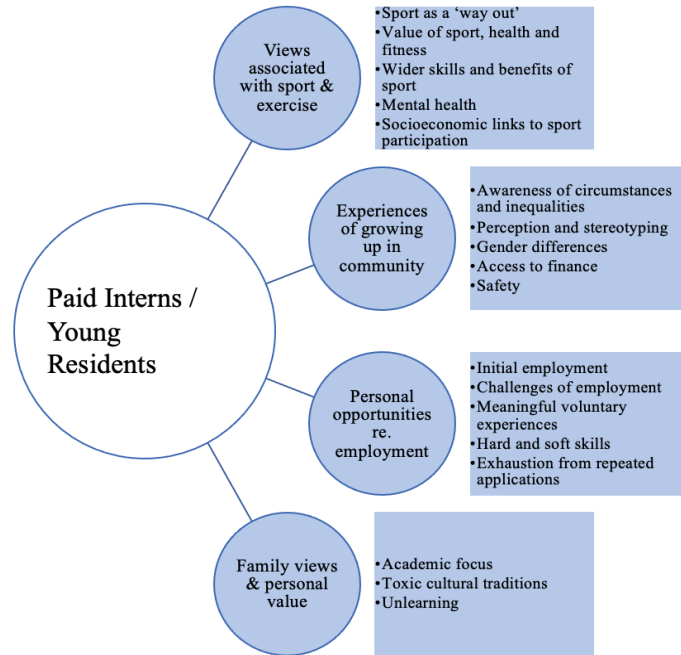 Paid Interns /
Young
Residents
Views
associated
with sport &
exercise
•Sport as a ‘way out’
•Value of sport, health and
fitness
•Wider skills and benefits of
sport
•Mental health
•Socioeconomic links to sport
participation
Experiences
of growing
up in
community
•Awareness of circumstances
and inequalities
•Perception and stereotyping
•Gender differences
•Access to finance
•Safety
Personal
opportunities
re.
employment
•Initial employment
•Challenges of employment
•Meaningful voluntary
experiences
•Hard and soft skills
•Exhaustion from repeated
applications
Family views
& personal
value
•Academic focus
•Toxic cultural traditions
•Unlearning